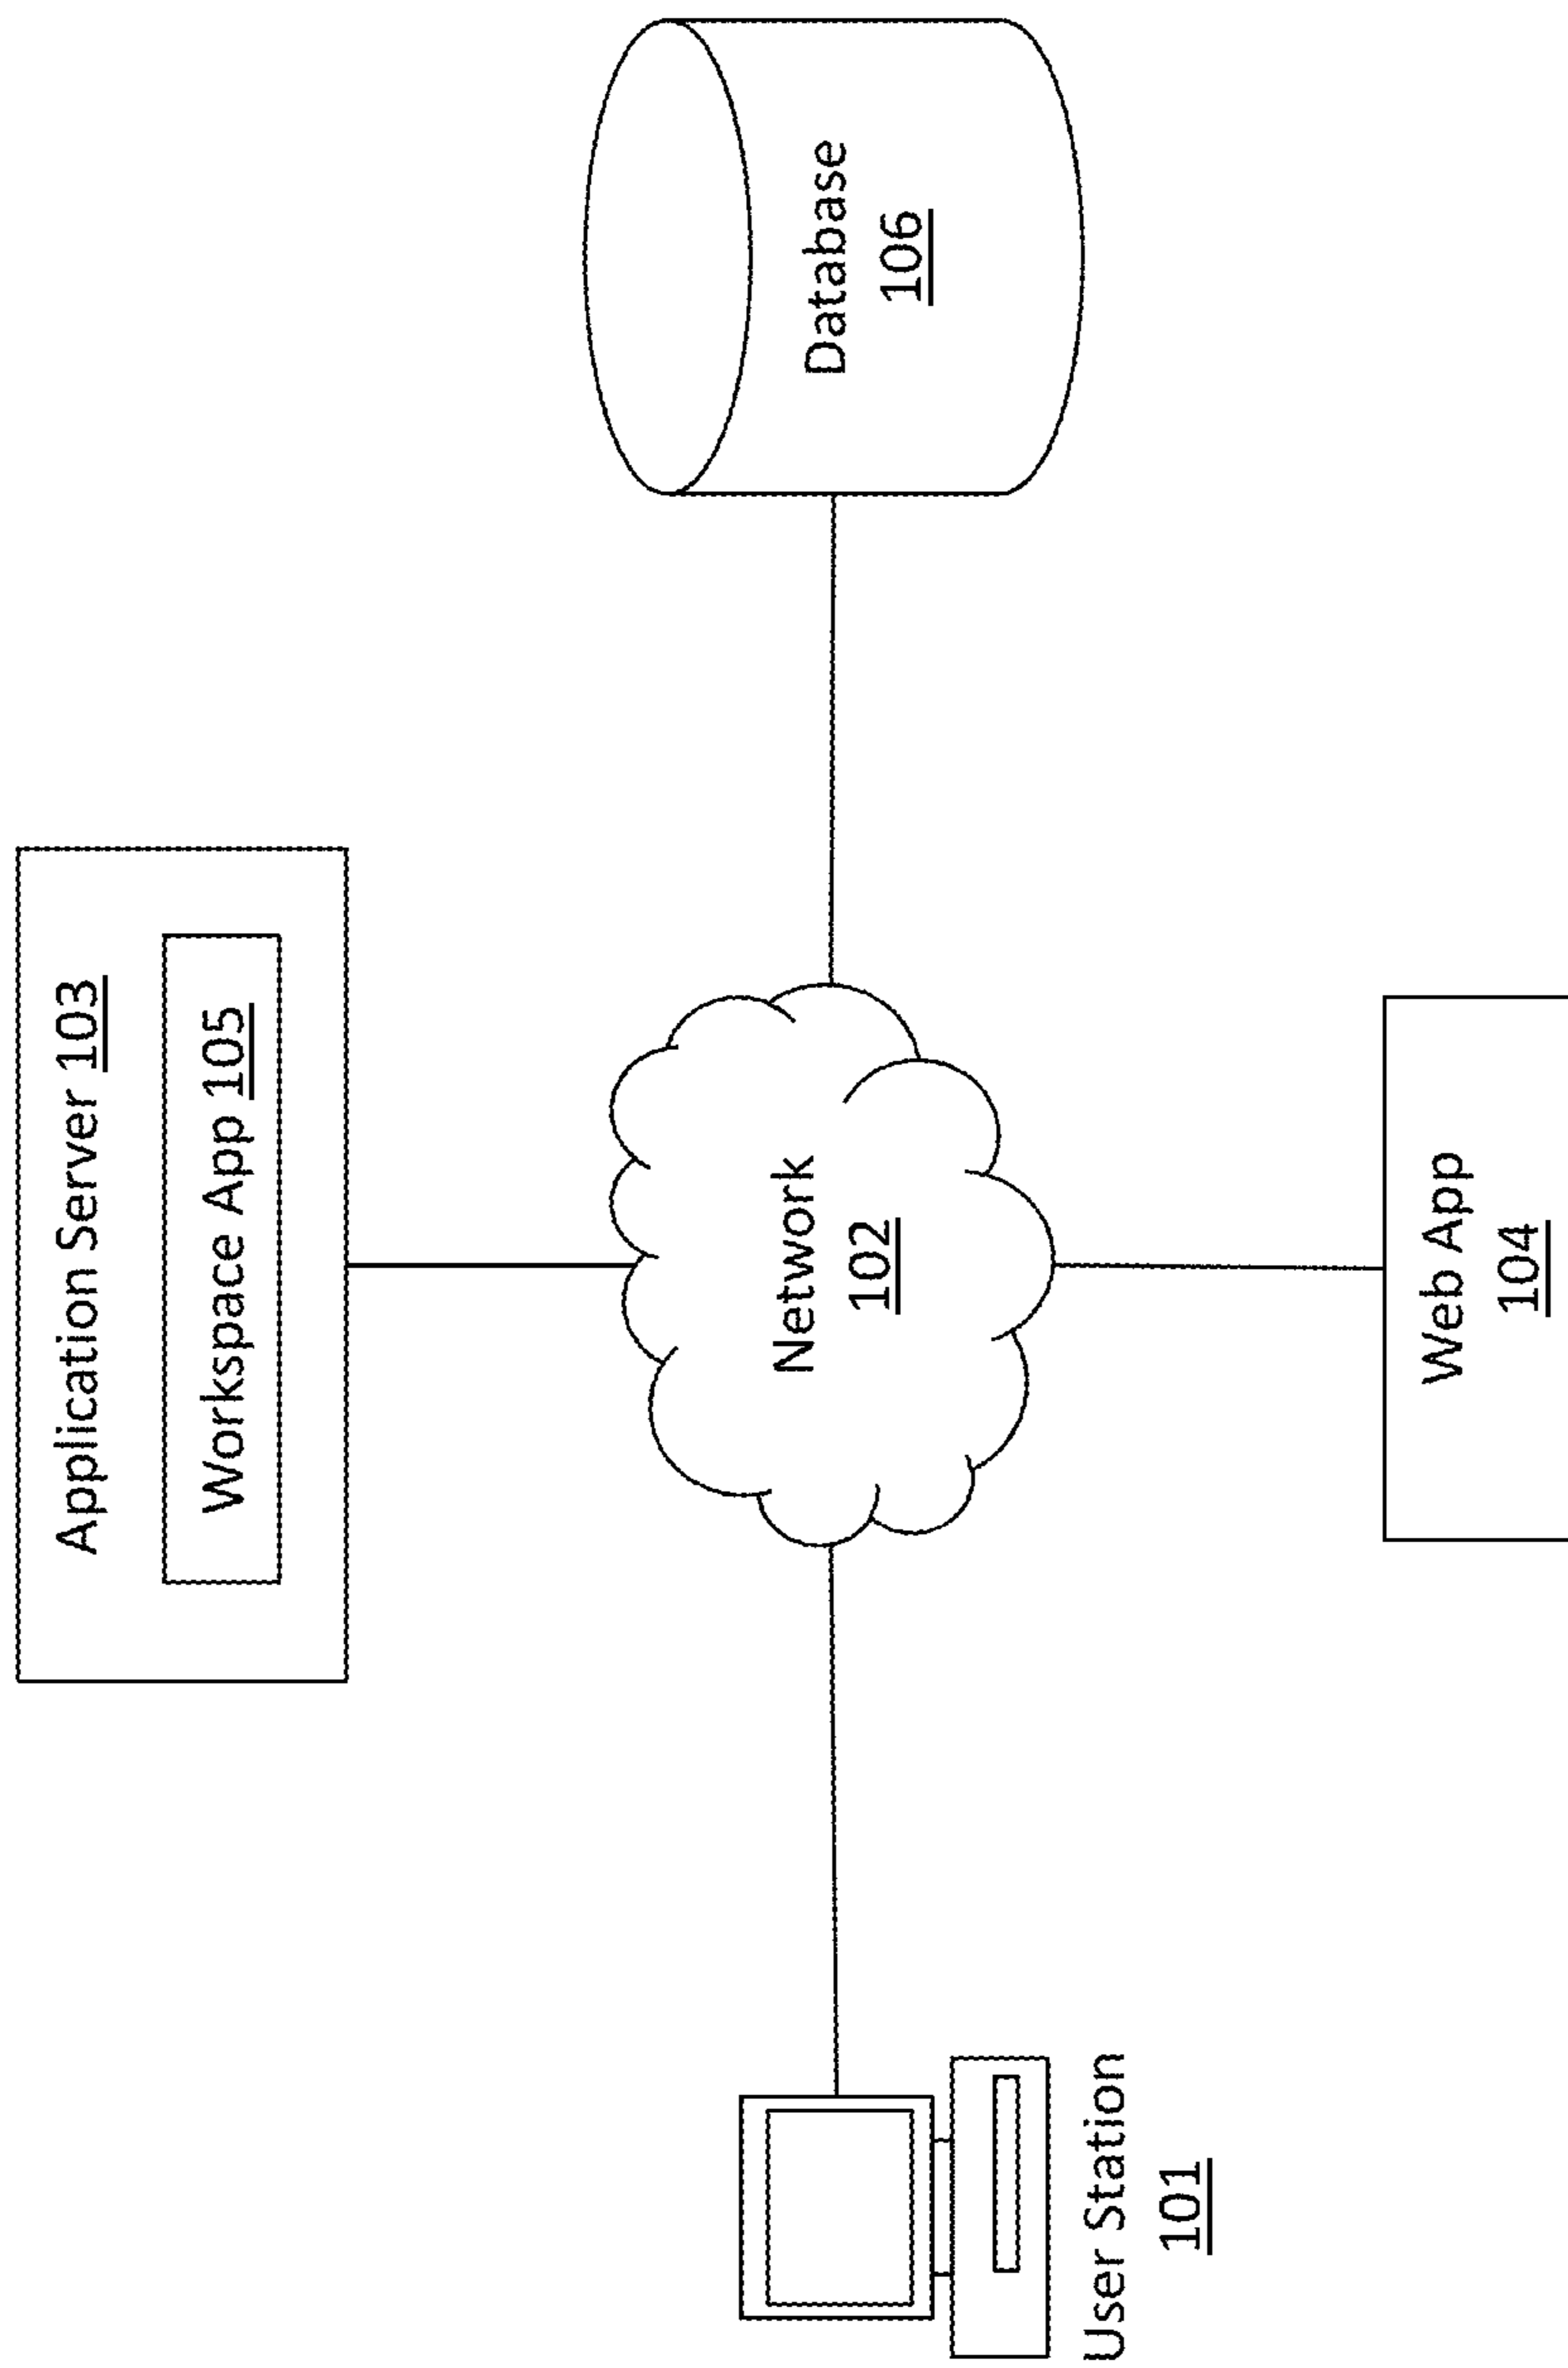 Application Server 103
Workspace App 105
User Station
101
Network
102
Database
106
Web App
104